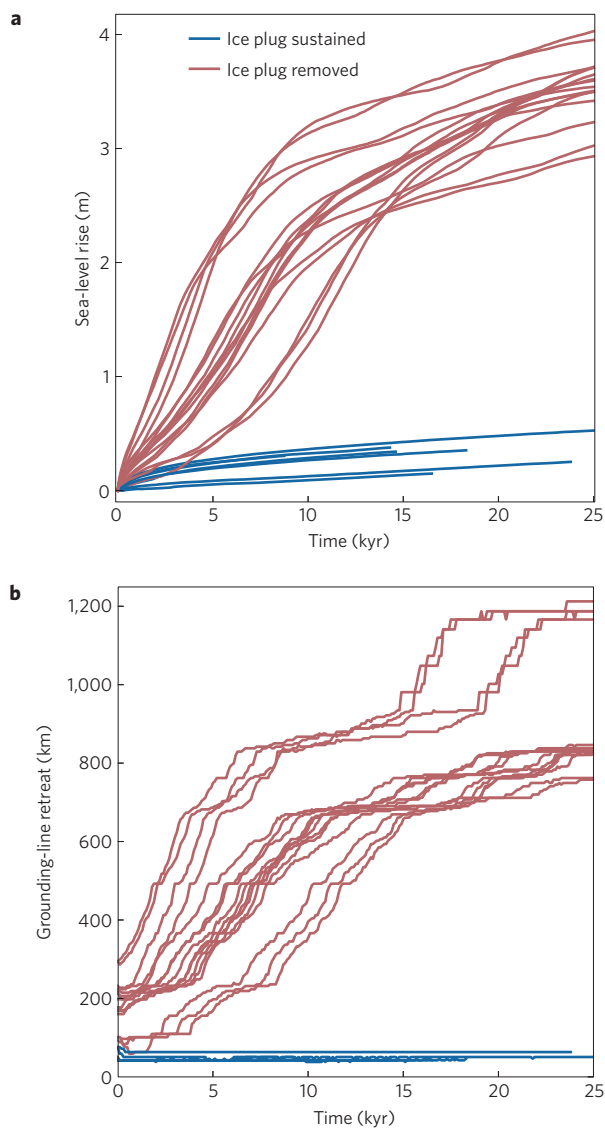 a
4
3
2
1
0
Sea-level rise (m)
Ice plug sustained
Ice plug removed
0 5 10 15 20 25
Time (kyr)
b
1,200
1,000
800
600
400
200
0
Grounding-line retreat (km)
0 5 10 15 20 25
Time (kyr)